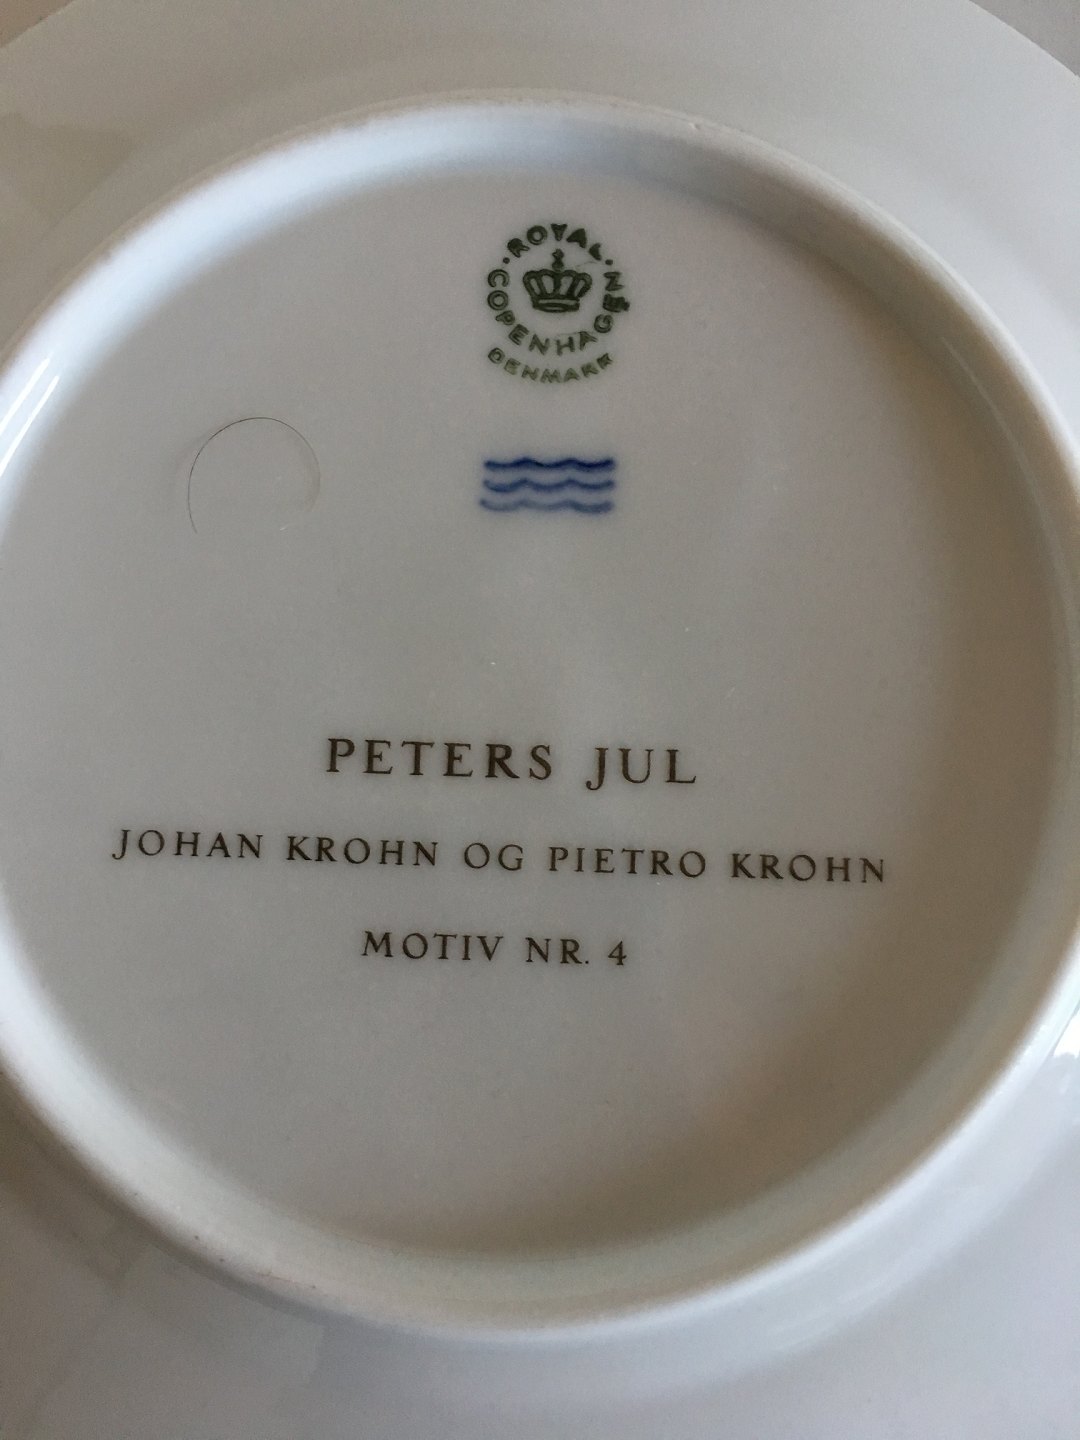 ROYAL COPENHAGEN
DENMARK
PETERS JUL
JOHAN KROHN OG PIETRO KROHN
MOTIV NR. 4